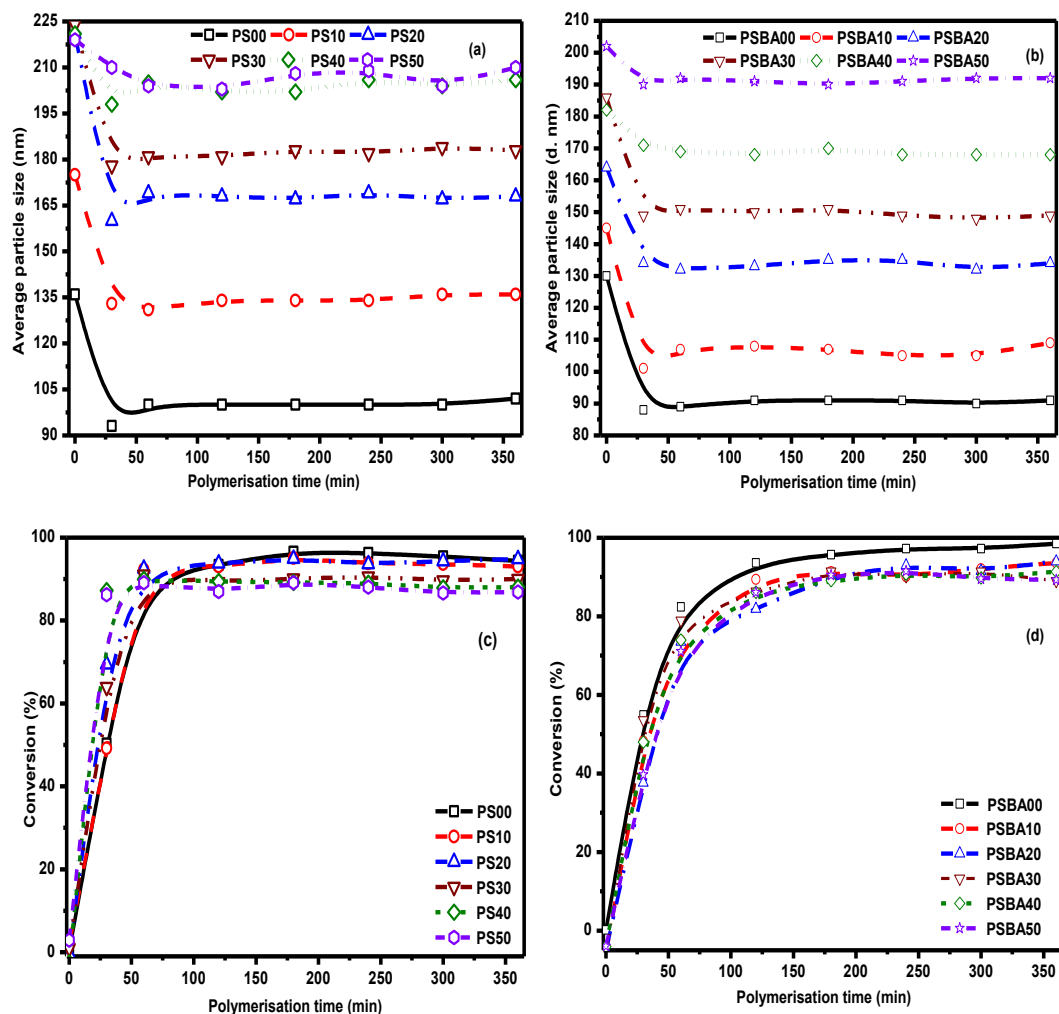 PS00 PS10 PS20
PS30 PS40 PS50
(a)
225
210
195
180
165
150
135
120
105
90
Average particle size (nm)
0 50 100 150 200 250 300 350
Polymerisation time (min)
PSBA00 PSBA10 PSBA20
PSBA30 PSBA40 PSBA50
(b)
210
200
190
180
170
160
150
140
130
120
110
100
90
80
Average particle size (d. nm)
0 50 100 150 200 250 300 350
Polymerisation time (min)
100
80
60
40
20
0
Conversion (%)
(c)
PS00
PS10
PS20
PS30
PS40
PS50
0 50 100 150 200 250 300 350
Polymerisation time (min)
100
80
60
40
20
0
Conversion (%)
(d)
PSBA00
PSBA10
PSBA20
PSBA30
PSBA40
PSBA50
0 50 100 150 200 250 300 350
Polymerisation time (min)